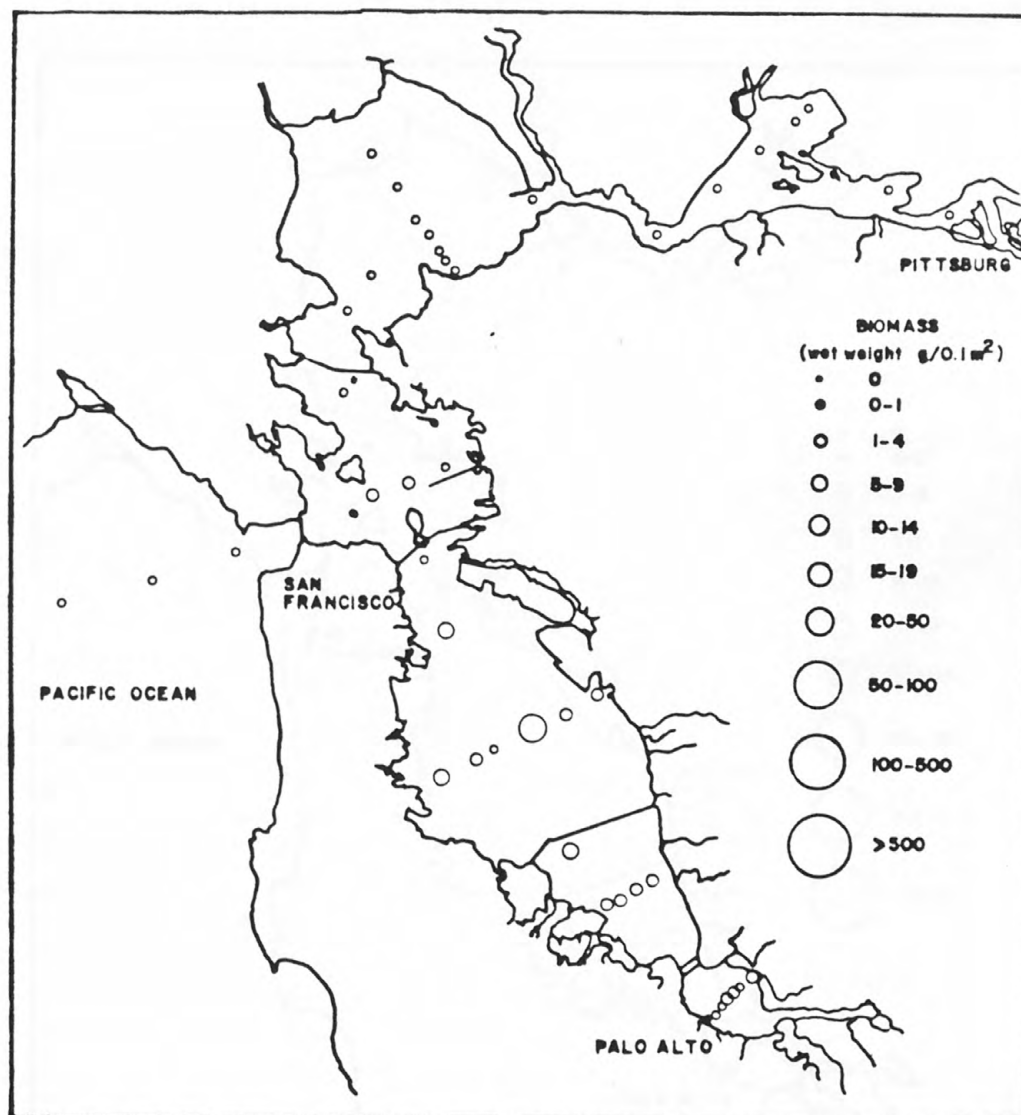 PITTSBURG
BIOMASS
(wet weight g/0.1m²)
0
0-1
1-4
5-9
10-14
15-19
20-50
50-100
100-500
≥500
SAN
FRANCISCO
PACIFIC OCEAN
PALO ALTO